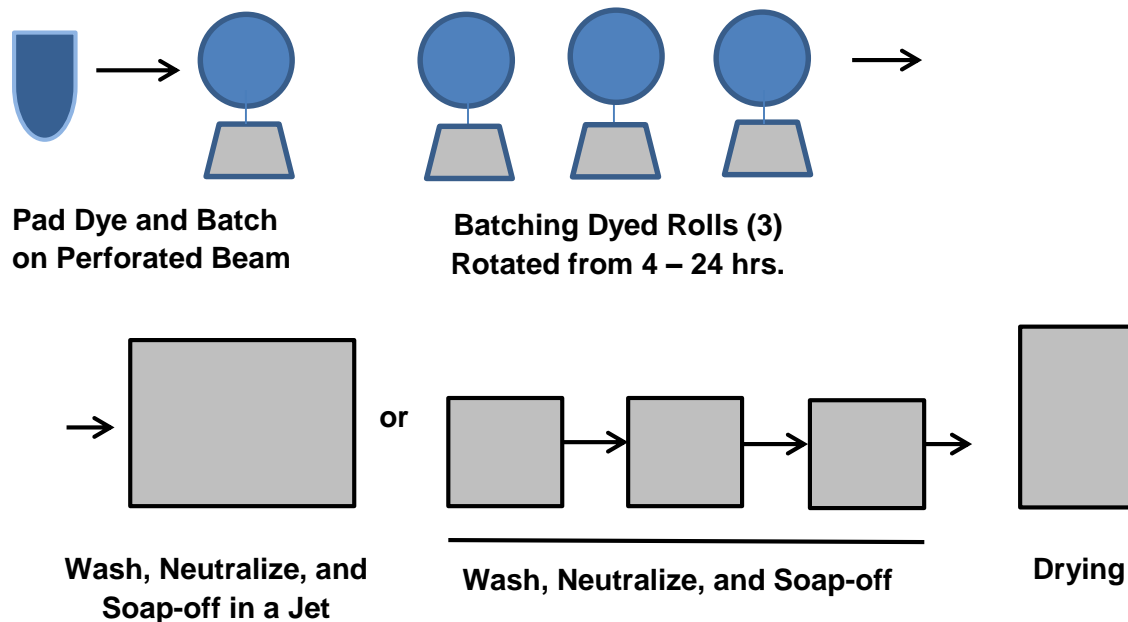 Pad Dye and Batch
on Perforated Beam
Batching Dyed Rolls (3)
Rotated from 4 – 24 hrs.
or
Wash, Neutralize, and
Soap-off in a Jet
Wash, Neutralize, and Soap-off
Drying